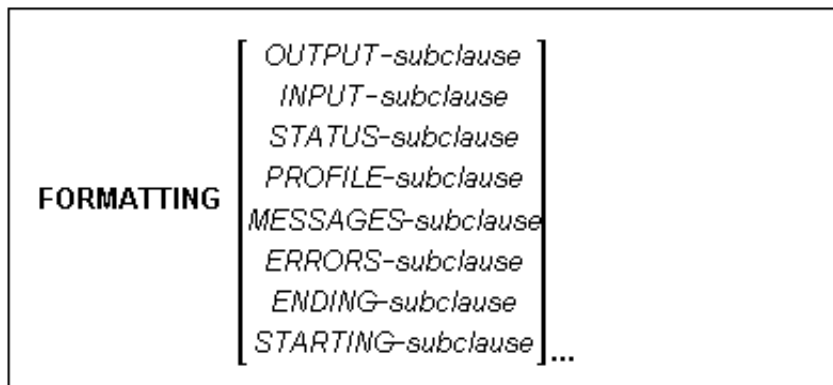 OUTPUT-subclause
INPUT-subclause
STATUS-subclause
PROFILE-subclause
FORMATTING
MESSAGES-subclause
ERRORS-subclause
ENDING-subclause
STARTING-subclause
...